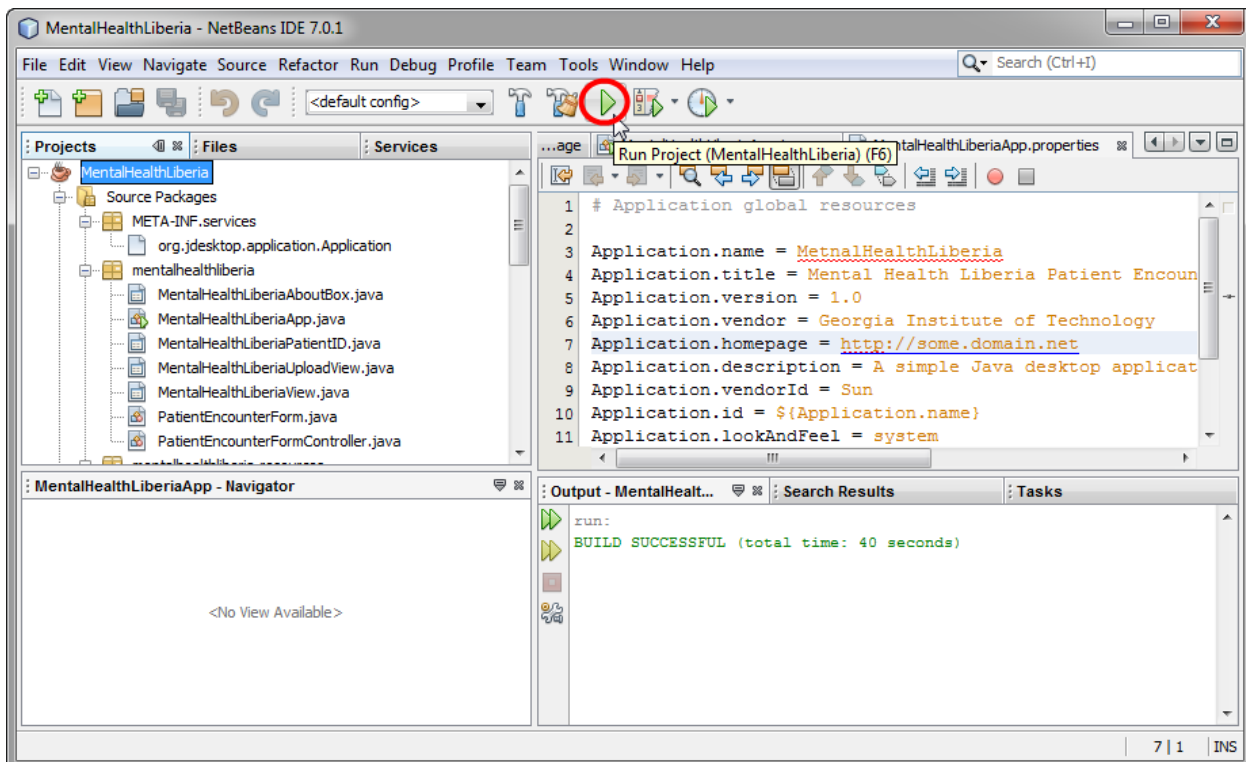 MentalHealthLiberia - NetBeans IDE 7.0.1
File Edit View Navigate Source Refactor Run Debug Profile Team Tools Window Help
Search (Ctrl+I)
<default config>
Projects
Files
Services
MentalHealthLiberia
Source Packages
META-INF.services
org.jdesktop.application.Application
mentalhealthliberia
MentalHealthLiberiaAboutBox.java
MentalHealthLiberiaApp.java
MentalHealthLiberiaPatientID.java
MentalHealthLiberiaUploadView.java
MentalHealthLiberiaView.java
PatientEncounterForm.java
PatientEncounterFormController.java
...age
ntalHealthLiberiaApp.properties
Run Project (MentalHealthLiberia) (F6)
1 # Application global resources
2
3 Application.name = MetnalHealthLiberia
4 Application.title = Mental Health Liberia Patient Encoun
5 Application.version = 1.0
6 Application.vendor = Georgia Institute of Technology
7 Application.homepage = http://some.domain.net
8 Application.description = A simple Java desktop applicat
9 Application.vendorId = Sun
10 Application.id = ${Application.name}
11 Application.lookAndFeel = system
MentalHealthLiberiaApp - Navigator
<No View Available>
Output - MentalHealt...
Search Results
Tasks
run:
BUILD SUCCESSFUL (total time: 40 seconds)
7 | 1
INS